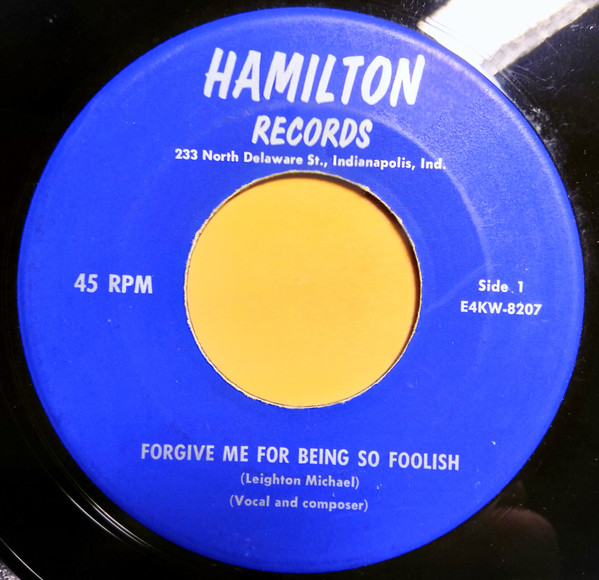 HAMILTON
RECORDS
233 North Delaware St., Indianapolis, Ind.
45 RPM
Side 1
E4KW-8207
FORGIVE ME FOR BEING SO FOOLISH
(Leighton Michael)
(Vocal and composer)